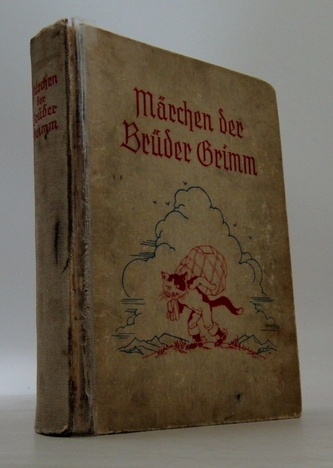 Märchen
der
Brüder
Grimm
Märchen der
Brüder Grimm